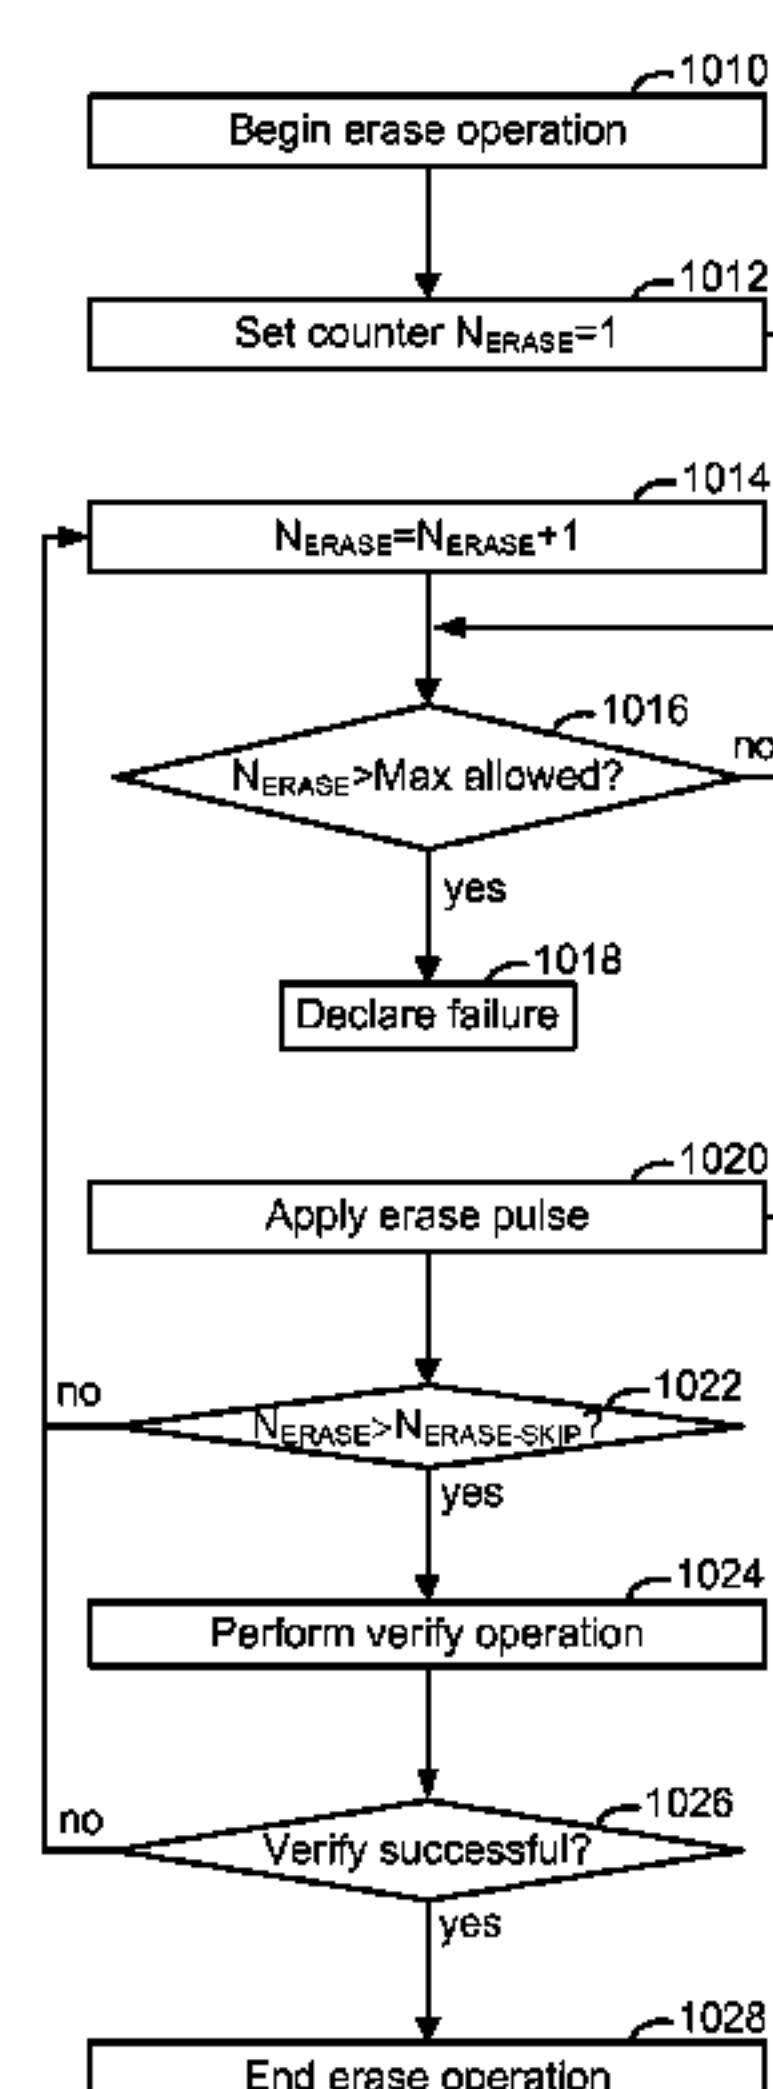 1010
Begin erase operation
1012
Set counter NERASE=1
1014
NERASE=NERASE+1
1016
no
NERASE>Max allowed?
yes
1018
Declare failure
1020
Apply erase pulse
1022
no
NERASE>NERASE-SKIP?
yes
1024
Perform verify operation
1026
no
Verify successful?
yes
1028
End erase operation